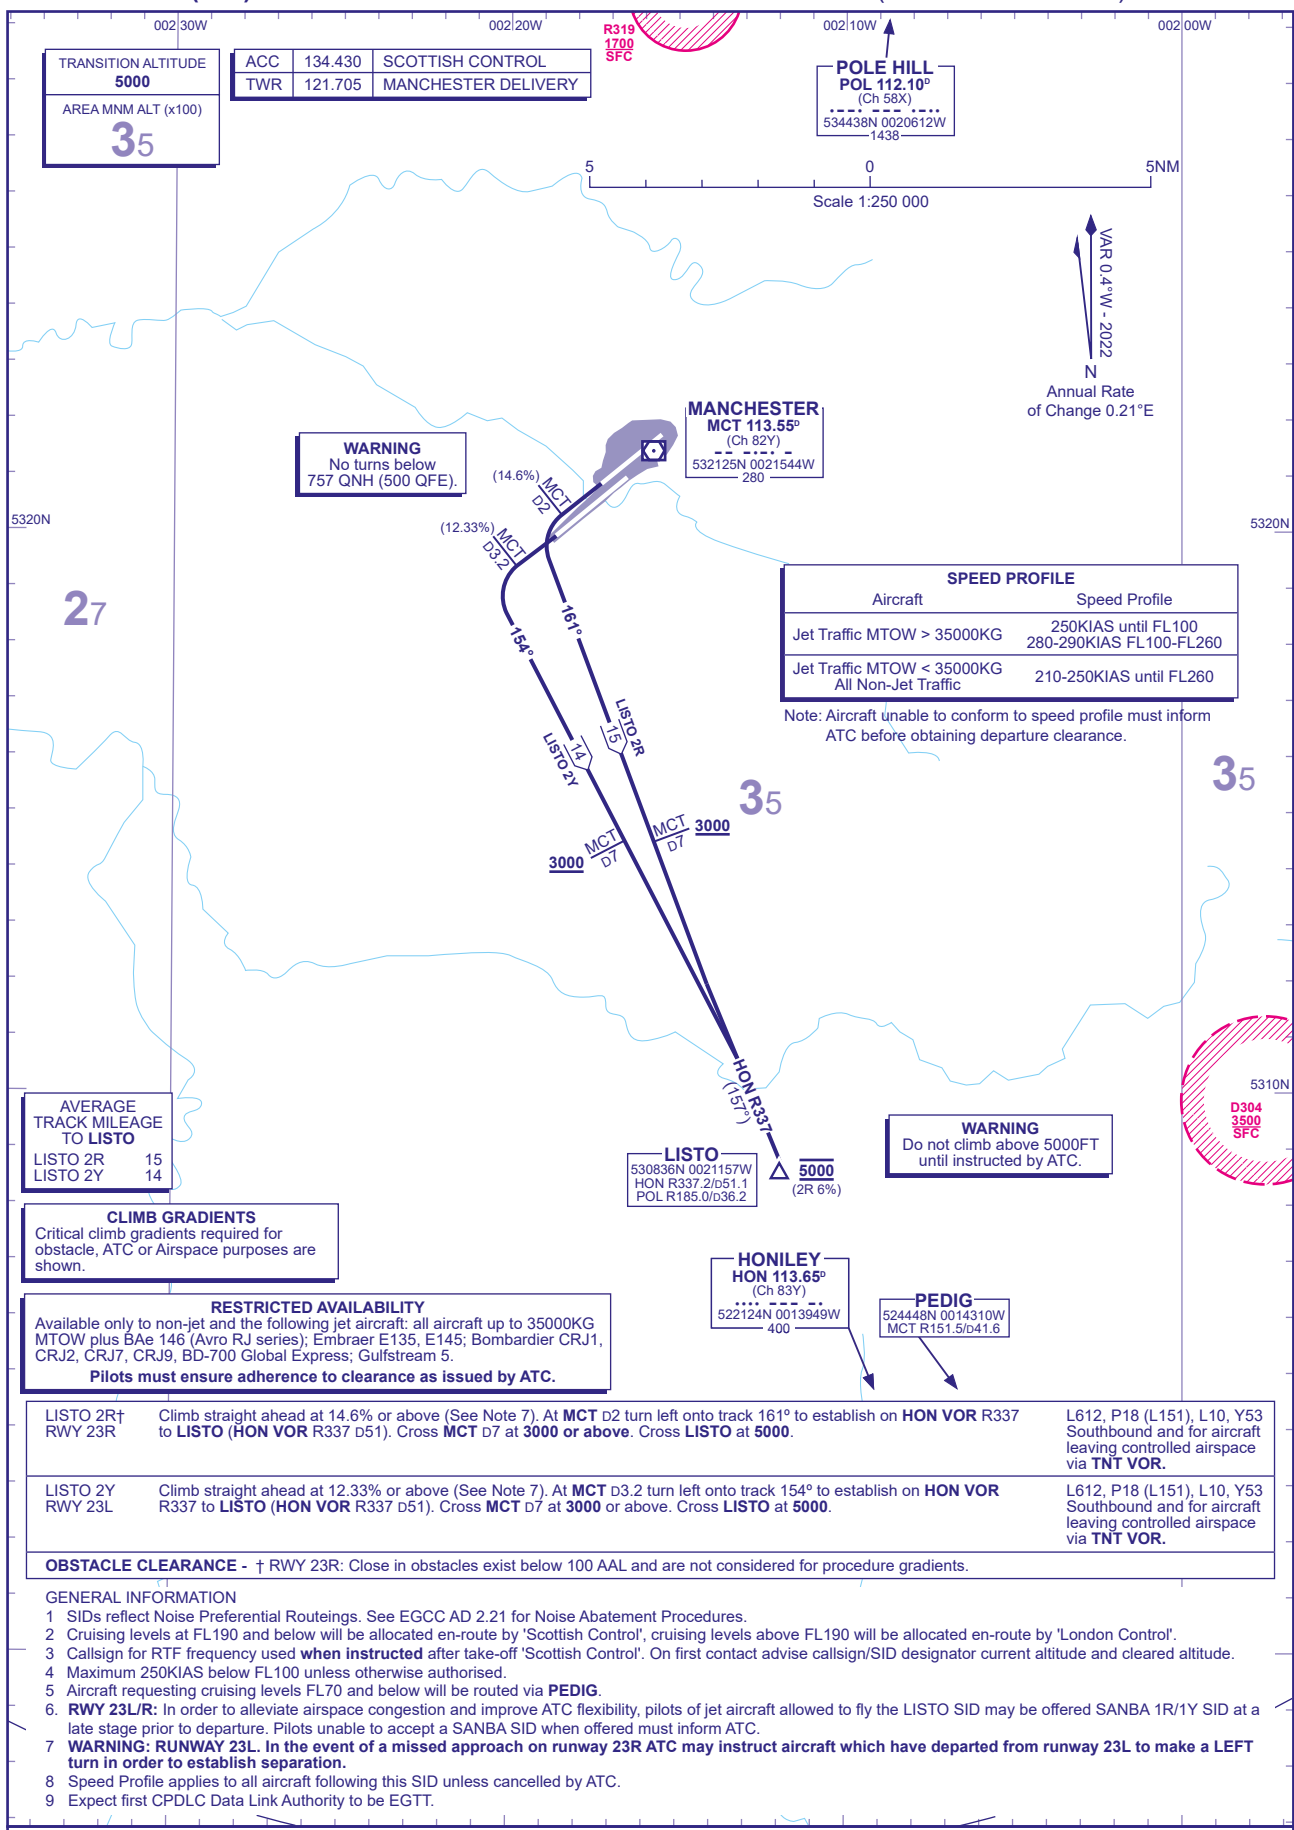 002 30W
002 20W
002 10W
002 00W
R319
1700
SFC
TRANSITION ALTITUDE
5000
AREA MNM ALT (x100)
35
ACC 134.430 SCOTTISH CONTROL
TWR 121.705 MANCHESTER DELIVERY
POLE HILL
POL 112.10D
(Ch 58X)
534438N 0020612W
1438
5 0 5NM
Scale 1:250 000
VAR 0.4°W - 2022
N
Annual Rate
of Change 0.21°E
MANCHESTER
MCT 113.55D
(Ch 82Y)
532125N 0021544W
280
WARNING
No turns below
757 QNH (500 QFE).
(14.6%) MCT
D2
(12.33%) MCT
D3.2
5320N
5320N
27
SPEED PROFILE
Aircraft Speed Profile
Jet Traffic MTOW > 35000KG 250KIAS until FL100
280-290KIAS FL100-FL260
Jet Traffic MTOW < 35000KG
All Non-Jet Traffic 210-250KIAS until FL260
Note: Aircraft unable to conform to speed profile must inform
ATC before obtaining departure clearance.
161°
154°
LISTO 2R
15
LISTO 2Y
14
35
35
MCT
D7
3000
3000
MCT
D7
HON R337
(157°)
5310N
D304
3500
SFC
AVERAGE
TRACK MILEAGE
TO LISTO
LISTO 2R 15
LISTO 2Y 14
WARNING
Do not climb above 5000FT
until instructed by ATC.
LISTO
530836N 0021157W
HON R337.2/D51.1
POL R185.0/D36.2
5000
(2R 6%)
CLIMB GRADIENTS
Critical climb gradients required for
obstacle, ATC or Airspace purposes are
shown.
HONILEY
HON 113.65D
(Ch 83Y)
522124N 0013949W
400
PEDIG
524448N 0014310W
MCT R151.5/D41.6
RESTRICTED AVAILABILITY
Available only to non-jet and the following jet aircraft: all aircraft up to 35000KG
MTOW plus BAe 146 (Avro RJ series); Embraer E135, E145; Bombardier CRJ1,
CRJ2, CRJ7, CRJ9, BD-700 Global Express; Gulfstream 5.
Pilots must ensure adherence to clearance as issued by ATC.
LISTO 2R†
RWY 23R
Climb straight ahead at 14.6% or above (See Note 7). At MCT D2 turn left onto track 161º to establish on HON VOR R337
to LISTO (HON VOR R337 D51). Cross MCT D7 at 3000 or above. Cross LISTO at 5000.
L612, P18 (L151), L10, Y53
Southbound and for aircraft
leaving controlled airspace
via TNT VOR.
LISTO 2Y
RWY 23L
Climb straight ahead at 12.33% or above (See Note 7). At MCT D3.2 turn left onto track 154º to establish on HON VOR
R337 to LISTO (HON VOR R337 D51). Cross MCT D7 at 3000 or above. Cross LISTO at 5000.
L612, P18 (L151), L10, Y53
Southbound and for aircraft
leaving controlled airspace
via TNT VOR.
OBSTACLE CLEARANCE - † RWY 23R: Close in obstacles exist below 100 AAL and are not considered for procedure gradients.
GENERAL INFORMATION
1 SIDs reflect Noise Preferential Routeings. See EGCC AD 2.21 for Noise Abatement Procedures.
2 Cruising levels at FL190 and below will be allocated en-route by 'Scottish Control', cruising levels above FL190 will be allocated en-route by 'London Control'.
3 Callsign for RTF frequency used when instructed after take-off 'Scottish Control'. On first contact advise callsign/SID designator current altitude and cleared altitude.
4 Maximum 250KIAS below FL100 unless otherwise authorised.
5 Aircraft requesting cruising levels FL70 and below will be routed via PEDIG.
6. RWY 23L/R: In order to alleviate airspace congestion and improve ATC flexibility, pilots of jet aircraft allowed to fly the LISTO SID may be offered SANBA 1R/1Y SID at a
late stage prior to departure. Pilots unable to accept a SANBA SID when offered must inform ATC.
7 WARNING: RUNWAY 23L. In the event of a missed approach on runway 23R ATC may instruct aircraft which have departed from runway 23L to make a LEFT
turn in order to establish separation.
8 Speed Profile applies to all aircraft following this SID unless cancelled by ATC.
9 Expect first CPDLC Data Link Authority to be EGTT.